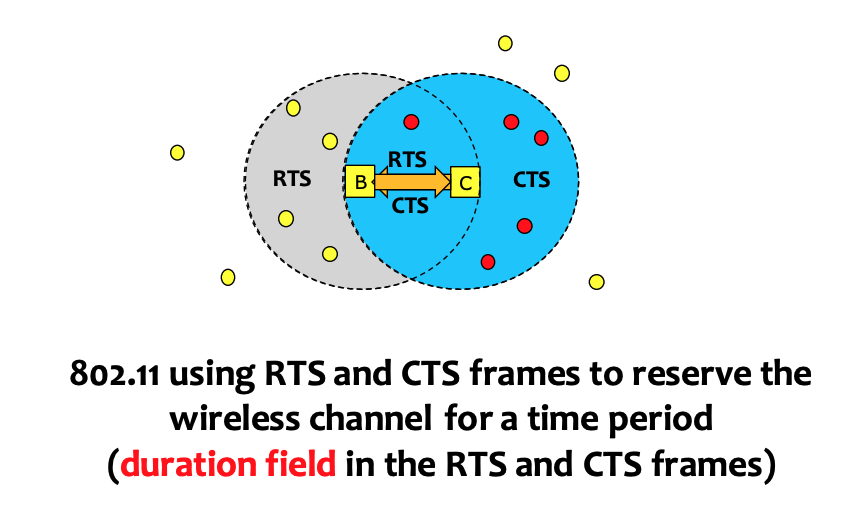 RTS
RTS
B
C
CTS
CTS
802.11 using RTS and CTS frames to reserve the
wireless channel for a time period
(duration field in the RTS and CTS frames)